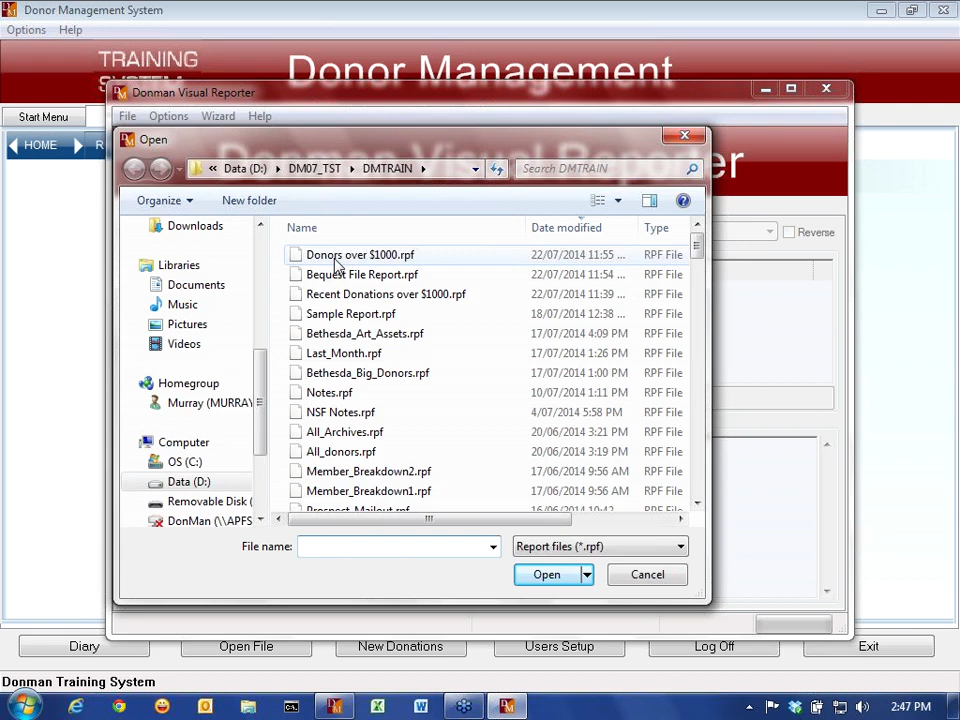 Donor Management System
Options Help
TRAINING
SYSTEM
Donor Management
Donman Visual Reporter
Start Menu
File Options Wizard Help
HOME R
Open
Data (D:) DM07_TST DMTRAIN Search DMTRAIN
Organize New folder
Reverse
Name Date modified Type
Downloads
Libraries
Documents
Music
Pictures
Videos
Homegroup
Murray (MURRAY
Computer
OS (C:)
Data (D:)
Removable Disk (
DonMan (\\APFS
Donors over $1000.rpf 22/07/2014 11:55 ... RPF File
Bequest File Report.rpf 22/07/2014 11:54 ... RPF File
Recent Donations over $1000.rpf 22/07/2014 11:39 ... RPF File
Sample Report.rpf 18/07/2014 12:38 ... RPF File
Bethesda_Art_Assets.rpf 17/07/2014 4:09 PM RPF File
Last_Month.rpf 17/07/2014 1:26 PM RPF File
Bethesda_Big_Donors.rpf 17/07/2014 1:00 PM RPF File
Notes.rpf 10/07/2014 1:11 PM RPF File
NSF Notes.rpf 4/07/2014 5:58 PM RPF File
All_Archives.rpf 20/06/2014 3:21 PM RPF File
All_donors.rpf 20/06/2014 3:19 PM RPF File
Member_Breakdown2.rpf 17/06/2014 9:56 AM RPF File
Member_Breakdown1.rpf 17/06/2014 9:56 AM RPF File
Prospect_Mailout.rpf 16/06/2014 10:42 RPF File
File name: Report files (*.rpf)
Open Cancel
Diary Open File New Donations Users Setup Log Off Exit
Donman Training System
2:47 PM